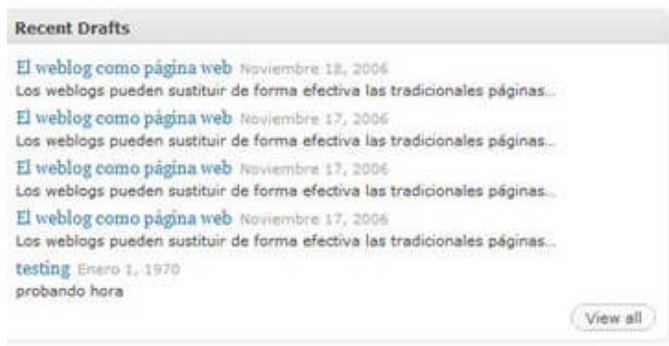 Recent Drafts
El weblog como página web Noviembre 18, 2006
Los weblogs pueden sustituir de forma efectiva las tradicionales páginas...
El weblog como página web Noviembre 17, 2006
Los weblogs pueden sustituir de forma efectiva las tradicionales páginas...
El weblog como página web Noviembre 17, 2006
Los weblogs pueden sustituir de forma efectiva las tradicionales páginas...
El weblog como página web Noviembre 17, 2006
Los weblogs pueden sustituir de forma efectiva las tradicionales páginas...
testing Enero 1, 1970
probando hora
View all